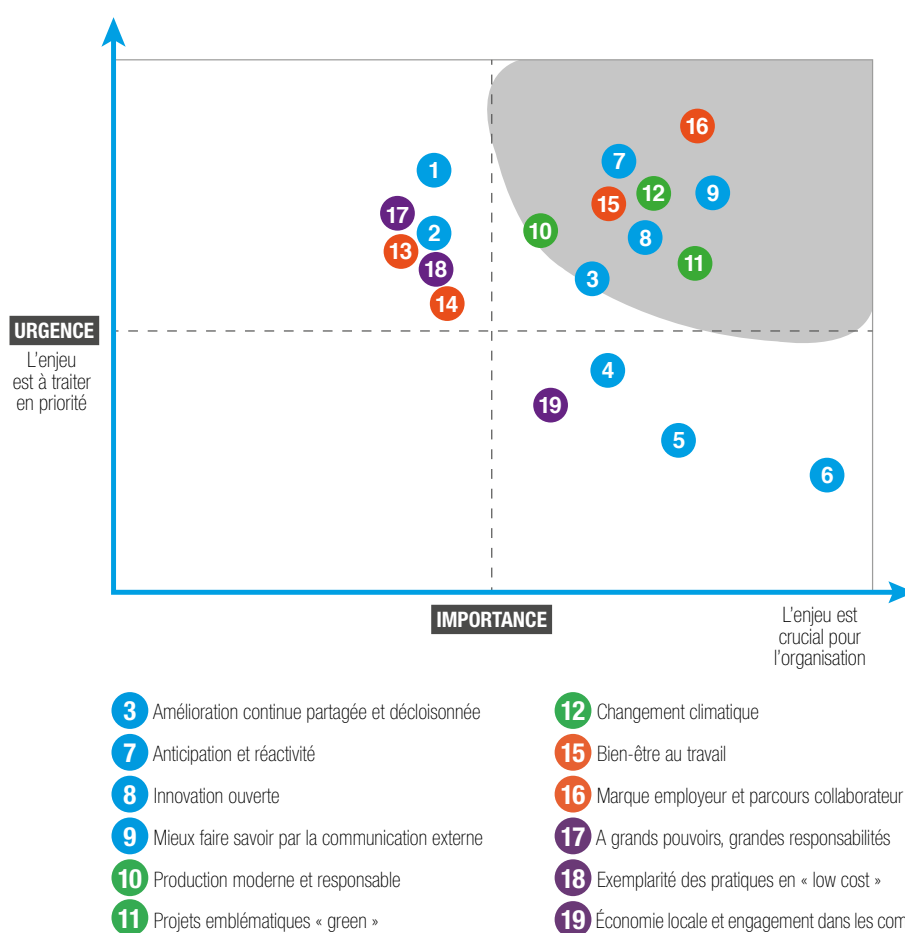 16
7
1
12
9
15
17
10
2
8
13
11
18
3
14
URGENCE
L'enjeu
est à traiter
en priorité
4
19
5
6
IMPORTANCE
L'enjeu est
crucial pour
l'organisation
3 Amélioration continue partagée et décloisonnée
7 Anticipation et réactivité
8 Innovation ouverte
9 Mieux faire savoir par la communication externe
10 Production moderne et responsable
11 Projets emblématiques « green »
12 Changement climatique
15 Bien-être au travail
16 Marque employeur et parcours collaborateur
17 A grands pouvoirs, grandes responsabilités
18 Exemplarité des pratiques en « low cost »
19 Économie locale et engagement dans les com